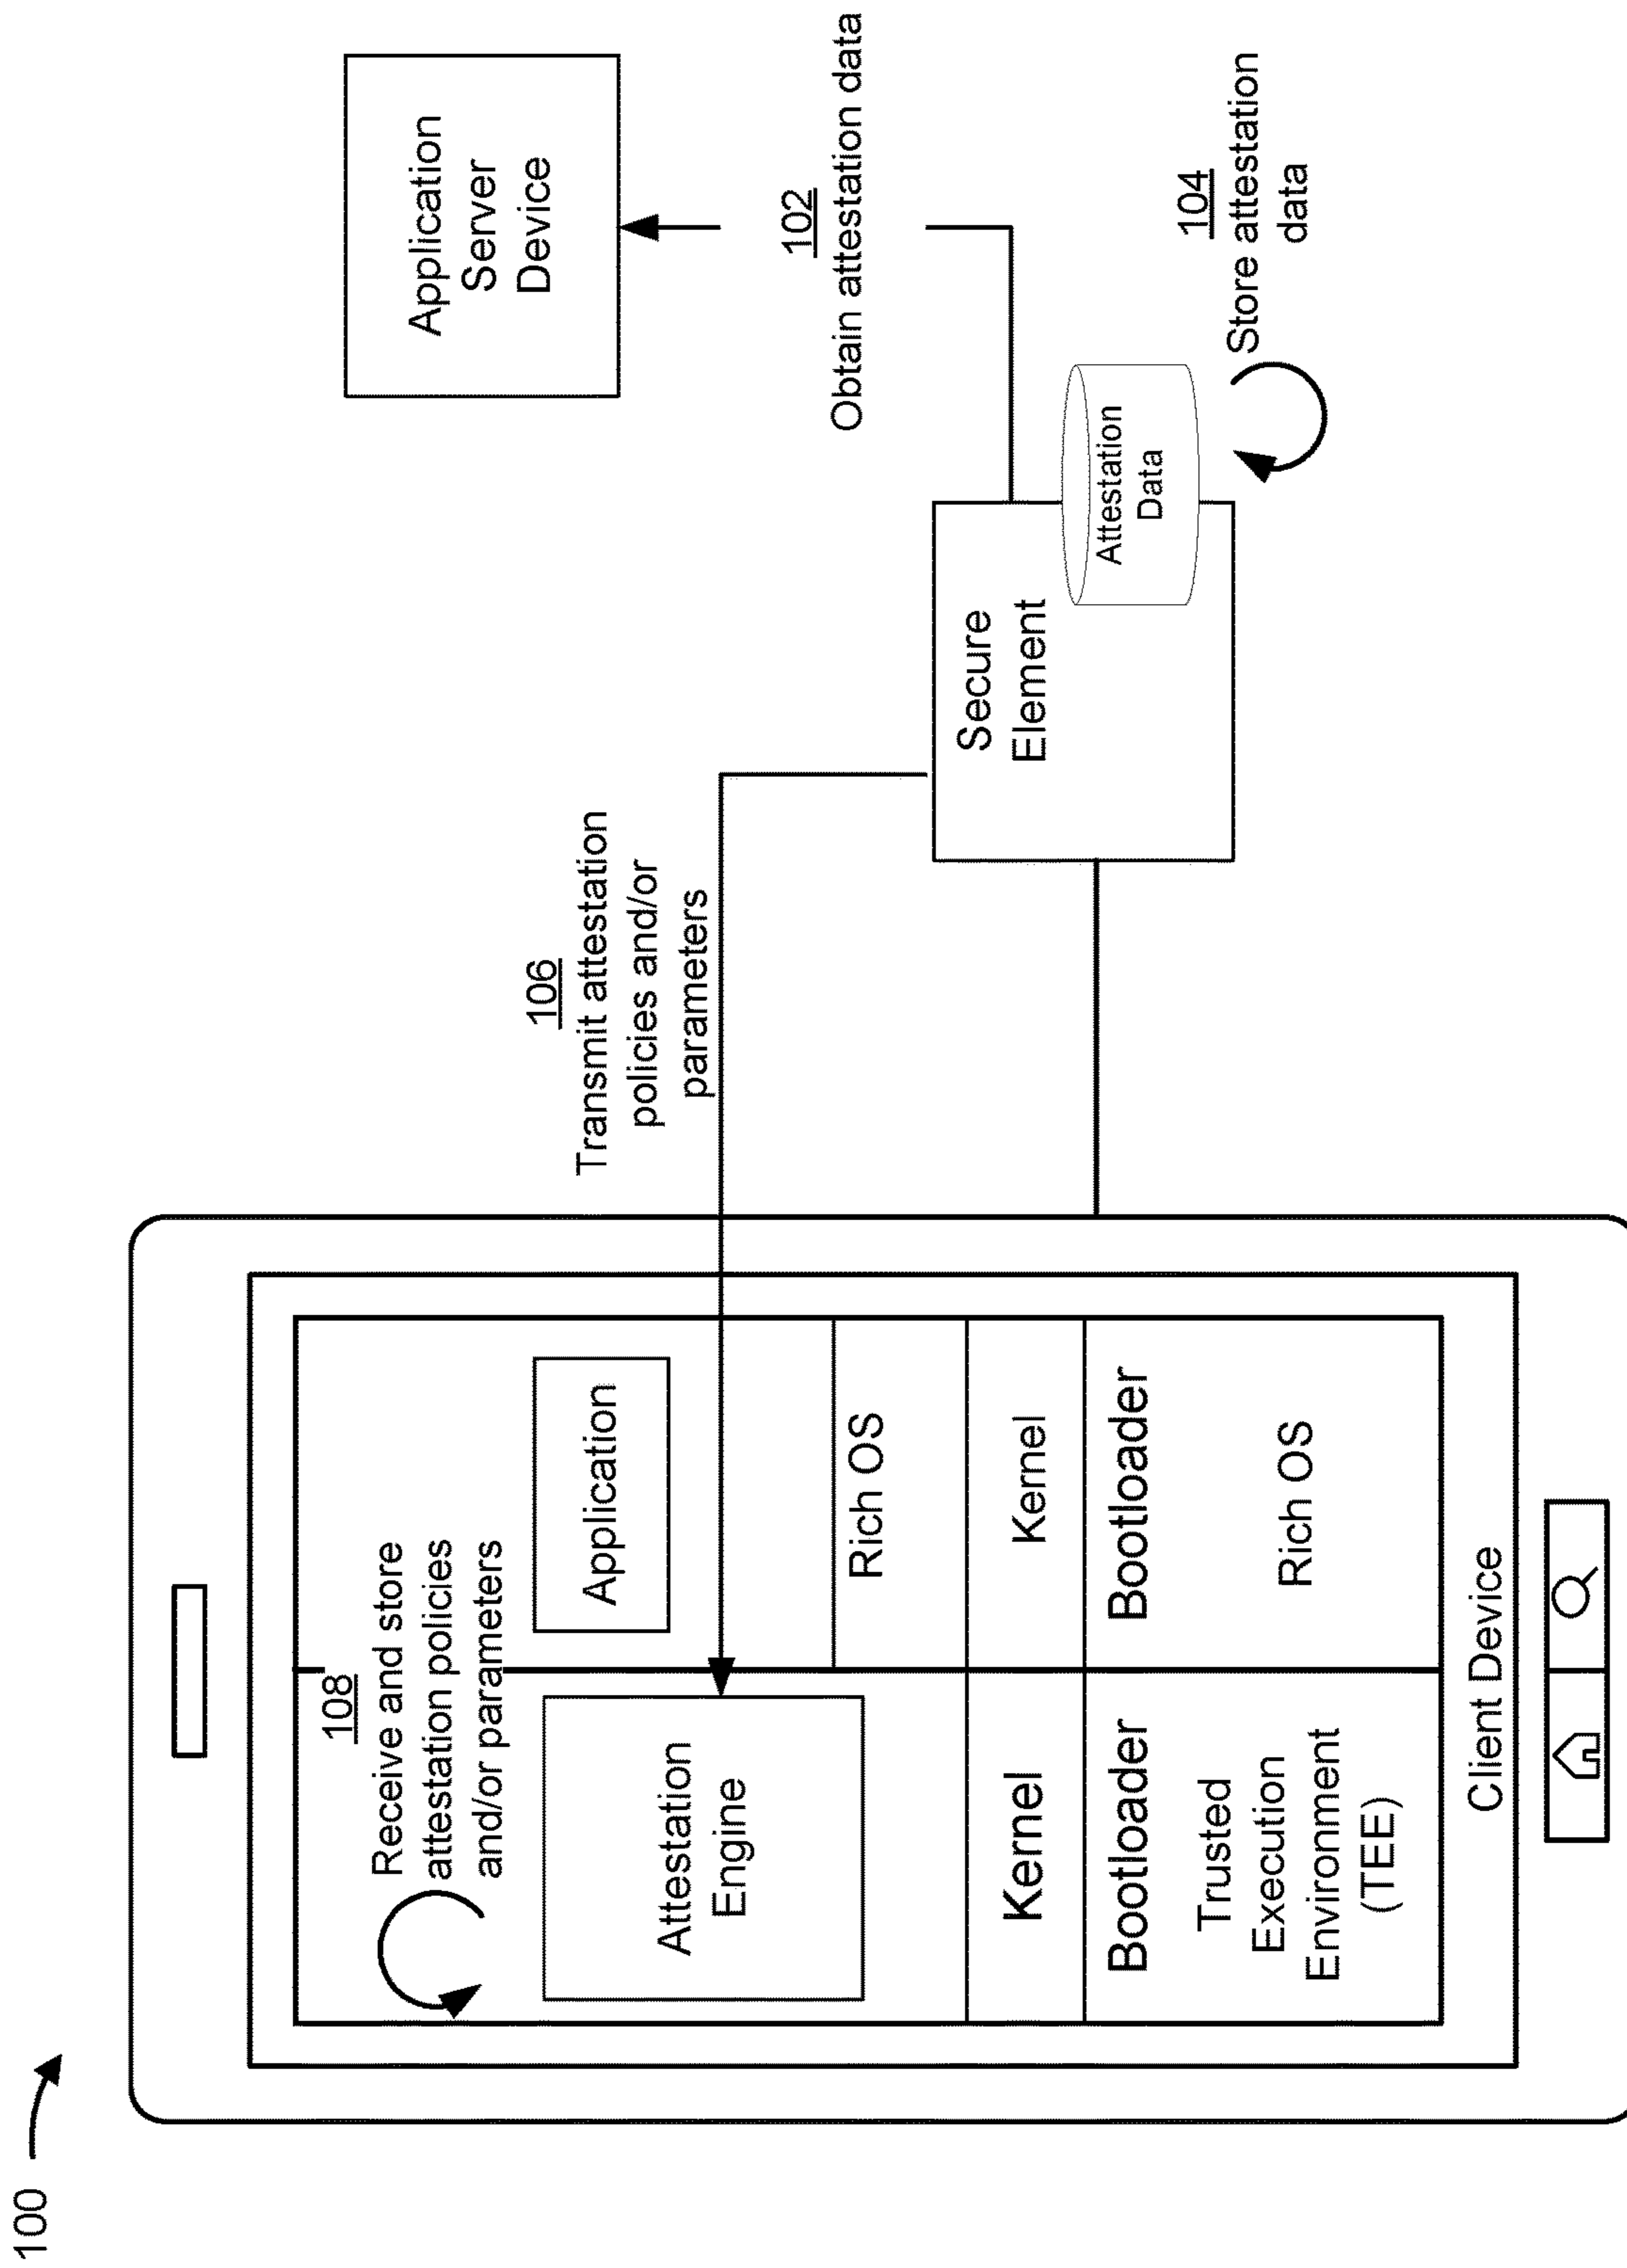 100
108
Receive and store
attestation policies
and/or parameters
Attestation
Engine
Application
Rich OS
Kernel
Kernel
Bootloader
Bootloader
Trusted
Execution
Environment
(TEE)
Rich OS
Client Device
106
Transmit attestation
policies and/or
parameters
Secure
Element
Attestation
Data
104
Store attestation
data
102
Obtain attestation data
Application
Server
Device